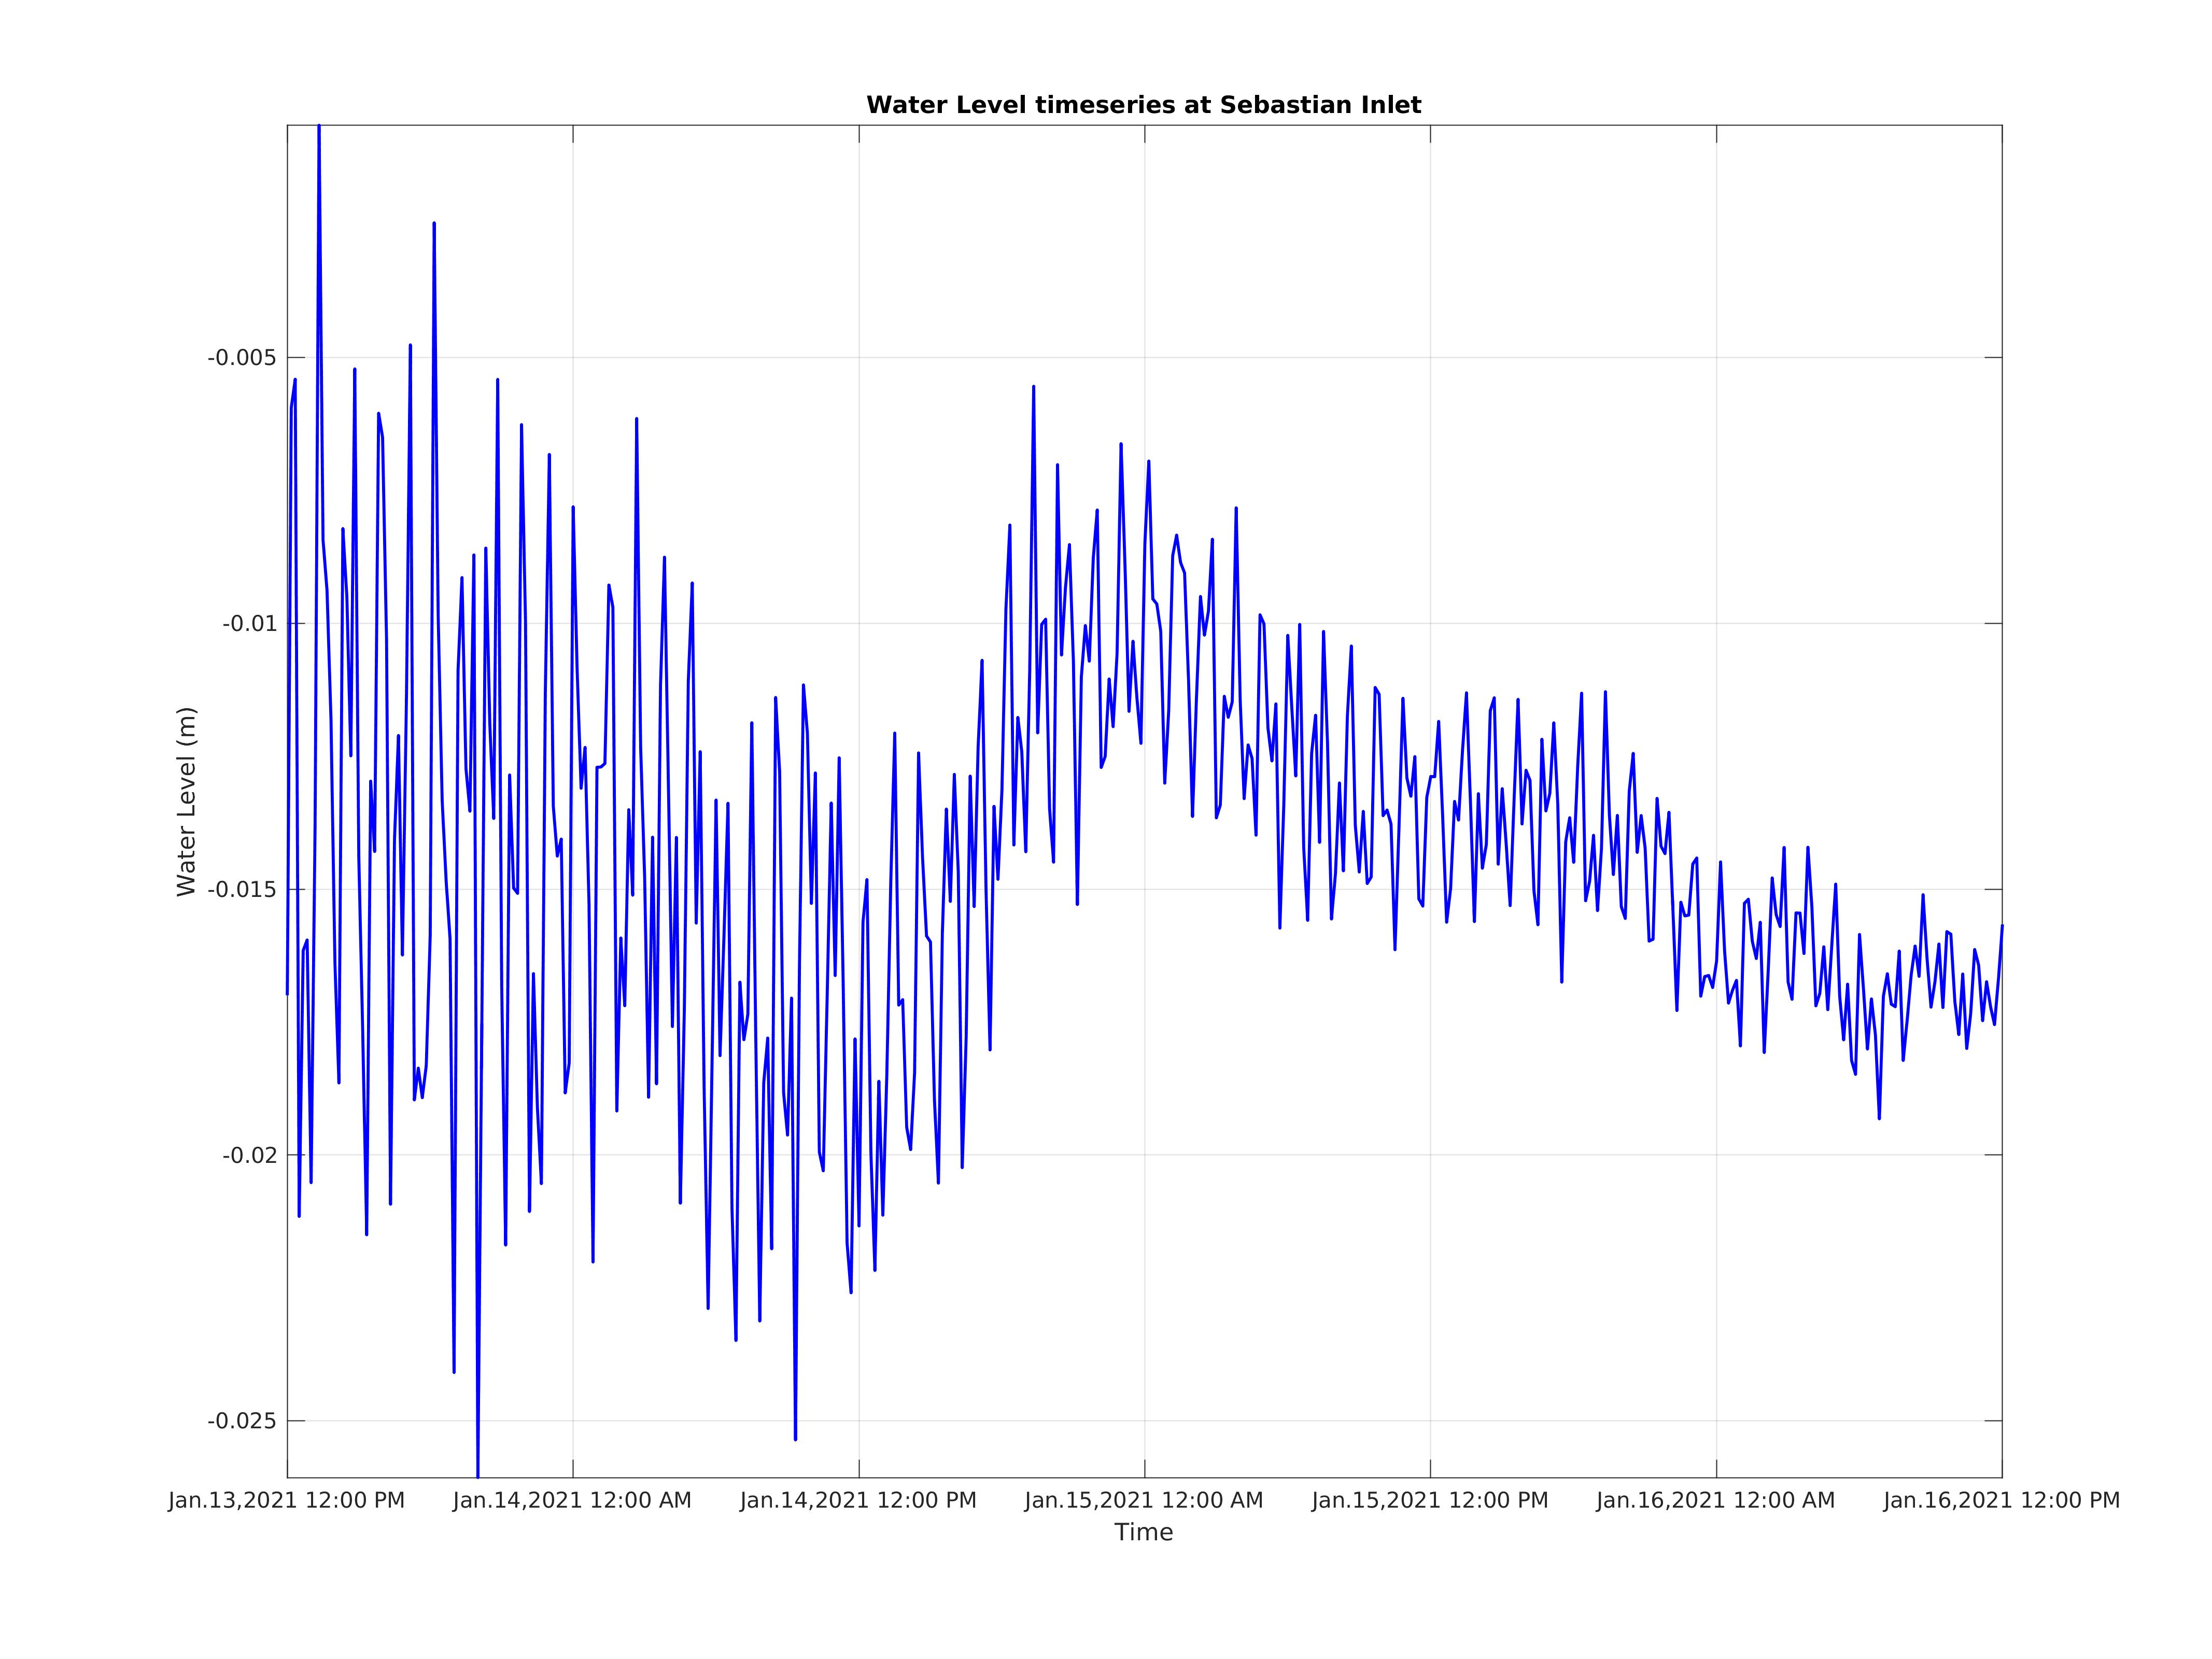 Water Level timeseries at Sebastian Inlet
-0.005
-0.01
-0.015
-0.02
-0.025
Water Level (m)
Jan.13,2021 12:00 PM
Jan.14,2021 12:00 AM
Jan.14,2021 12:00 PM
Jan.15,2021 12:00 AM
Jan.15,2021 12:00 PM
Jan.16,2021 12:00 AM
Jan.16,2021 12:00 PM
Time